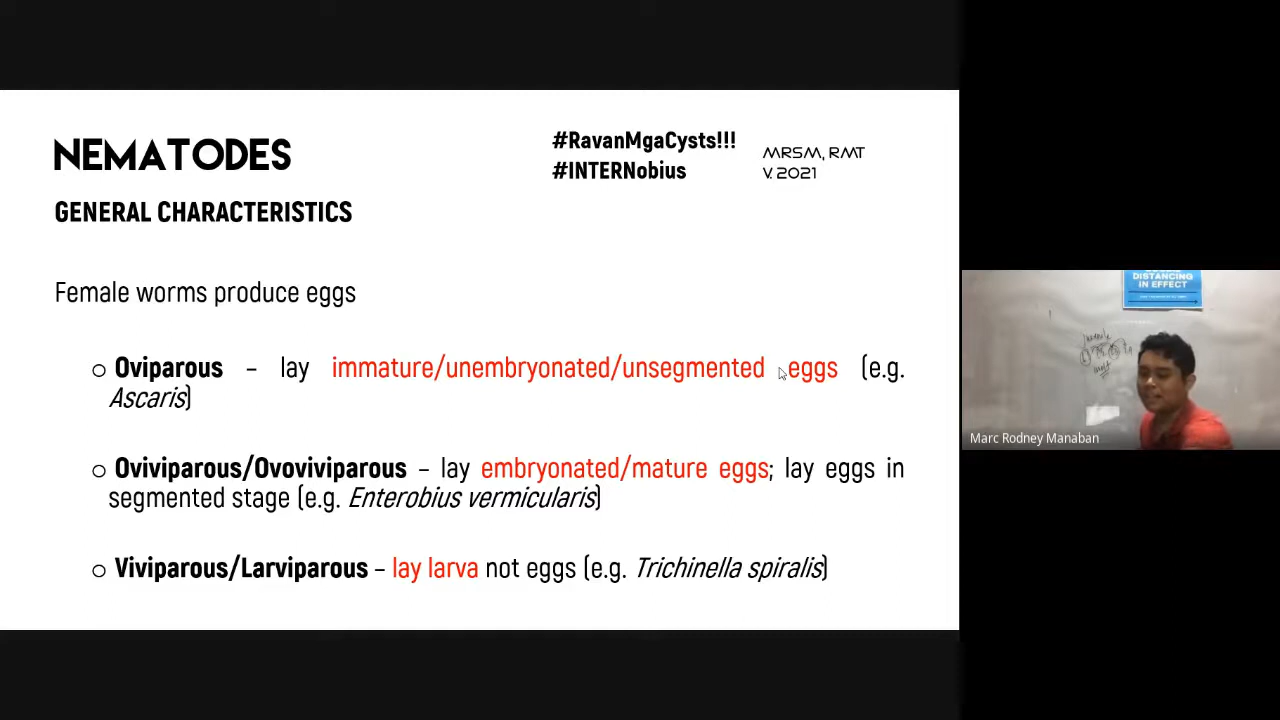 NEMATODES
#RavanMgaCysts!!!
#INTERNobius
MRSM, RMT
V. 2021
GENERAL CHARACTERISTICS
Female worms produce eggs
○ Oviparous – lay immature/unembryonated/unsegmented eggs (e.g.
Ascaris)
○ Oviviparous/Ovoviviparous – lay embryonated/mature eggs; lay eggs in
segmented stage (e.g. Enterobius vermicularis)
○ Viviparous/Larviparous – lay larva not eggs (e.g. Trichinella spiralis)
DISTANCING
IN EFFECT
Marc Rodney Manaban